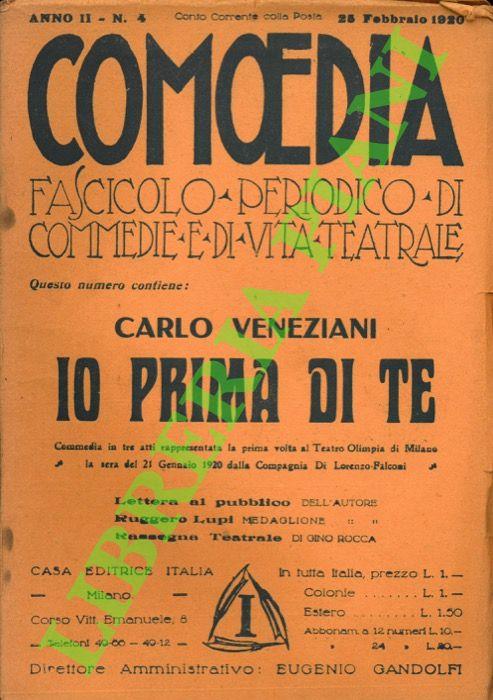 ANNO II - N. 4 Conto Corrente colla Posta 25 Febbraio 1920
COMŒDIA
FASCICOLO PERIODICO DI
COMMEDIE E DI VITA TEATRALE
Questo numero contiene:
CARLO VENEZIANI
IO PRIMA DI TE
Commedia in tre atti rappresentata la prima volta al Teatro Olimpia di Milano
la sera del 21 Gennaio 1920 dalla Compagnia Di Lorenzo-Falconi
Lettera al pubblico DELL'AUTORE
Ruggero Lupi MEDAGLIONE " "
Rassegna Teatrale DI GINO ROCCA
CASA EDITRICE ITALIA
— Milano —
Corso Vitt. Emanuele, 8
— Telefoni 49-66 - 49-12 —
I
In tutta Italia, prezzo L. 1.—
Colonie ....... L. 1.—
Estero ........ L. 1.50
Abbonam. a 12 numeri L. 10.—
" 24 " L. 20.—
Direttore Amministrativo: EUGENIO GANDOLFI
LIBRERIA PIANI